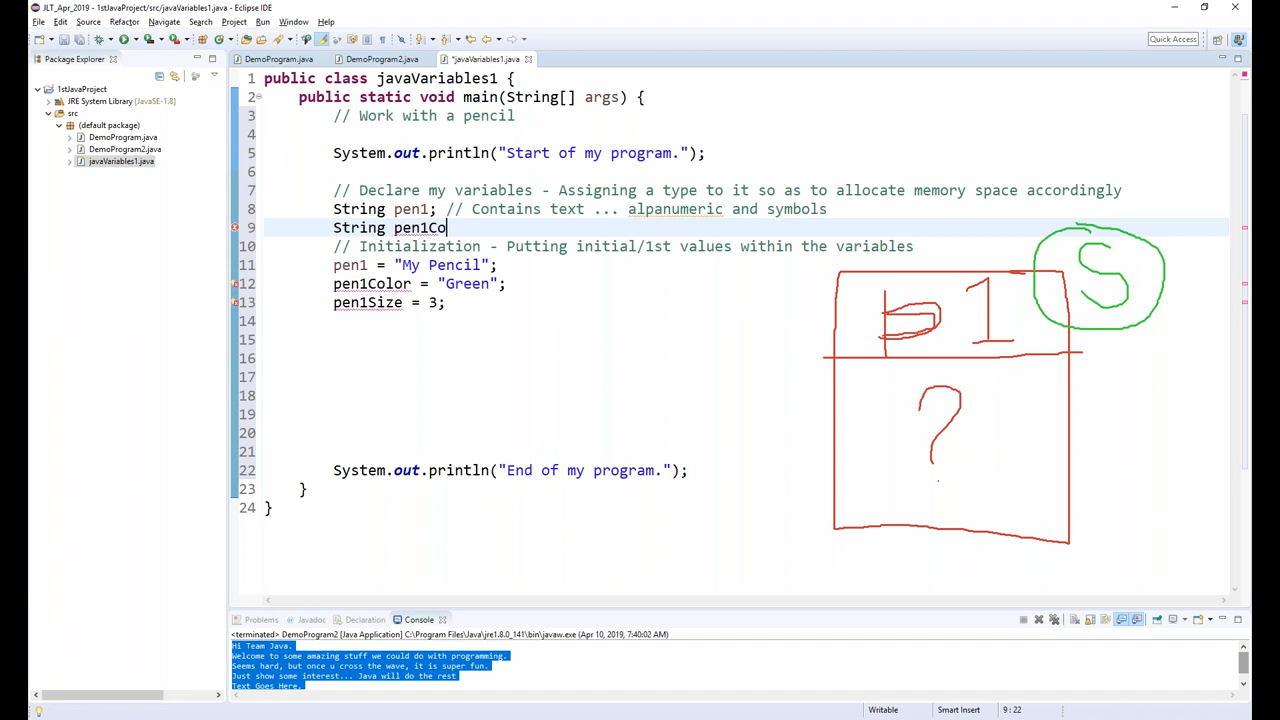 JLT_Apr_2019 - 1stJavaProject/src/javaVariables1.java - Eclipse IDE
File Edit Source Refactor Navigate Search Project Run Window Help
Quick Access
Package Explorer
DemoProgram.java DemoProgram2.java *javaVariables1.java
1stJavaProject
JRE System Library [JavaSE-1.8]
src
(default package)
DemoProgram.java
DemoProgram2.java
javaVariables1.java
1 public class javaVariables1 {
2 public static void main(String[] args) {
3 // Work with a pencil
4
5 System.out.println("Start of my program.");
6
7 // Declare my variables - Assigning a type to it so as to allocate memory space accordingly
8 String pen1; // Contains text ... alpanumeric and symbols
9 String pen1Co
10 // Initialization - Putting initial/1st values within the variables
11 pen1 = "My Pencil";
12 pen1Color = "Green";
13 pen1Size = 3;
14
15
16
17
18
19
20
21
22 System.out.println("End of my program.");
23 }
24 }
S
1
?
Problems Javadoc Declaration Console
<terminated> DemoProgram2 [Java Application] C:\Program Files\Java\jre1.8.0_141\bin\javaw.exe (Apr 10, 2019, 7:40:02 AM)
Hi Team Java.
Welcome to some amazing stuff we could do with programming.
Seems hard, but once u cross the wave, it is super fun.
Just show some interest... Java will do the rest
Text Goes Here.
Writable Smart Insert 9 : 22